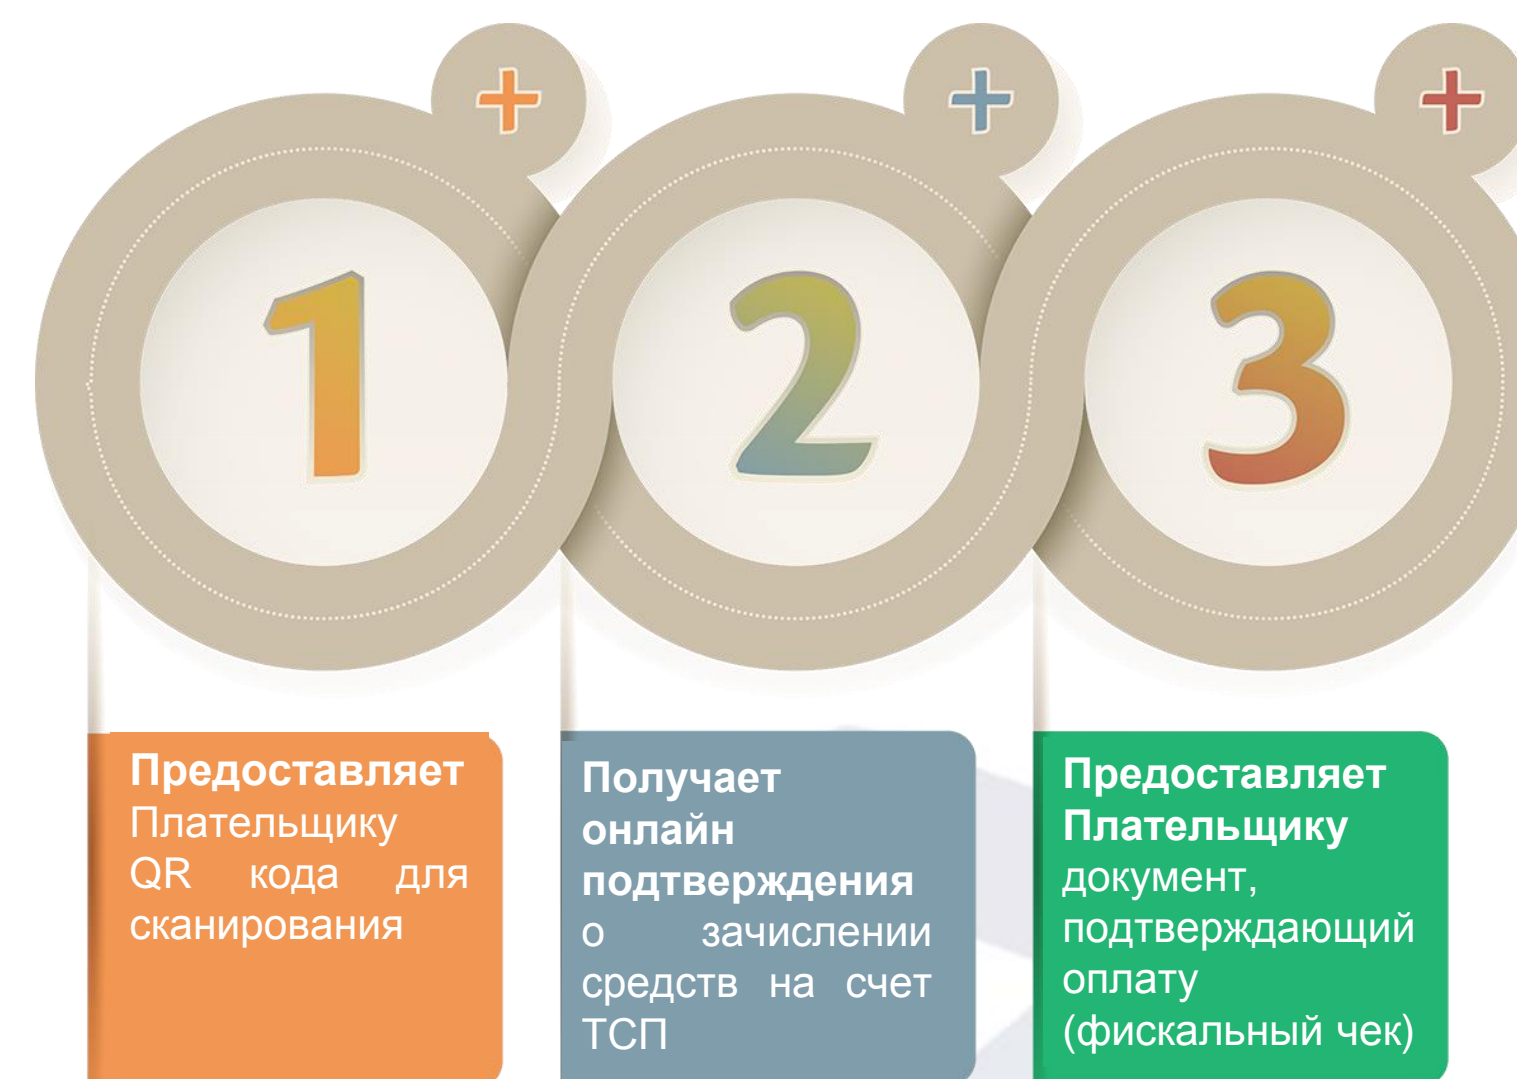 1
2
3
Предоставляет
Плательщику
QR кода для
сканирования
Получает
онлайн
подтверждения
о зачислении
средств на счет
ТСП
Предоставляет
Плательщику
документ,
подтверждающий
оплату
(фискальный чек)